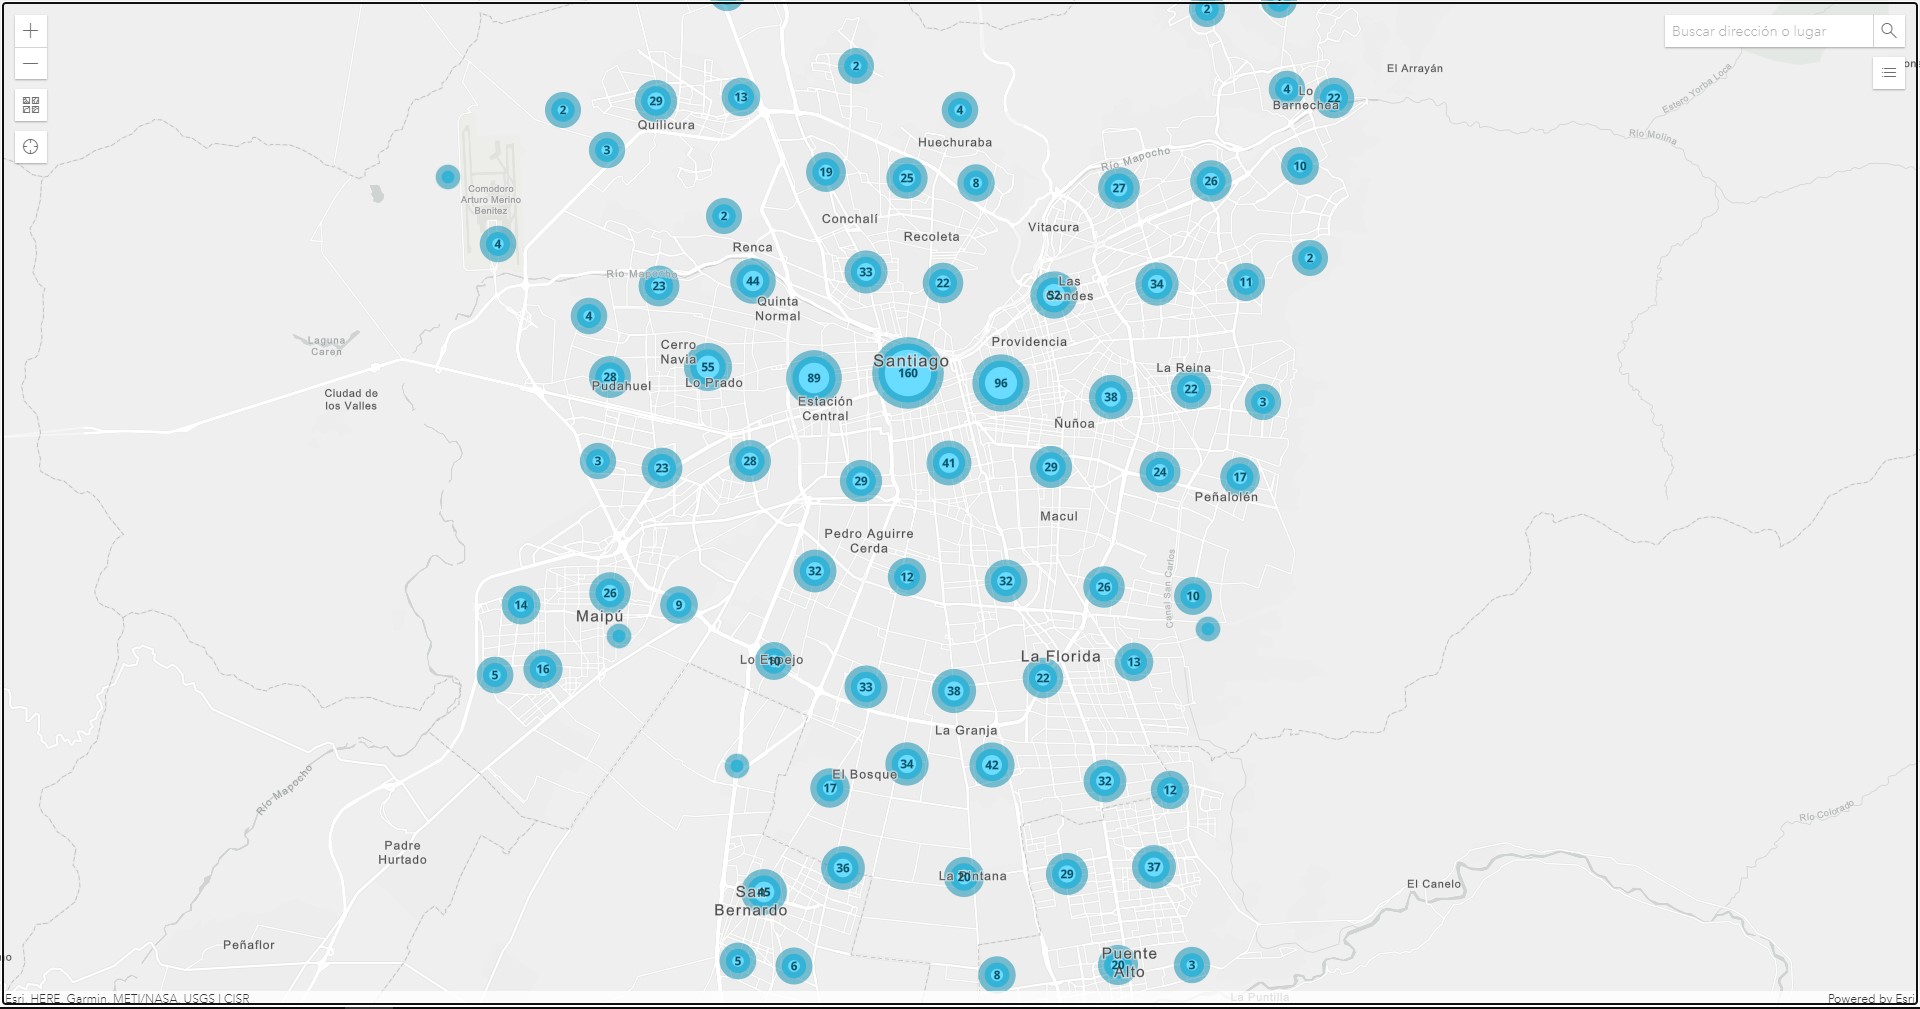 2
Buscar dirección o lugar
2
El Arrayán
4
Lo
Barnechea
22
29
13
2
4
Quilicura
Huechuraba
Estero Yorba Loca
Río Molina
3
Río Mapocho
10
19
25
8
27
26
Comodoro
Arturo Merino
Benitez
2
Conchalí
Recoleta
Vitacura
4
Renca
2
Río Mapocho
33
23
44
22
Las
Condes
52
34
11
Quinta
Normal
4
Laguna
Caren
Cerro
Navia
Providencia
Santiago
La Reina
28
Pudahuel
55
Lo Prado
89
160
96
Ciudad de
los Valles
Estación
Central
38
22
3
Ñuñoa
3
23
28
29
41
29
24
17
Peñalolén
Macul
Pedro Aguirre
Cerda
Canal San Carlos
32
12
32
26
10
14
26
9
Maipú
Lo Espejo
10
La Florida
13
5
16
33
38
22
La Granja
34
42
El Bosque
17
32
12
Río Mapocho
Río Colorado
Padre
Hurtado
36
La Pintana
20
29
37
El Canelo
San
Bernardo
45
Peñaflor
Puente
Alto
20
5
6
8
3
La Puntilla
Esri, HERE, Garmin, METI/NASA, USGS | CISR
Powered by Esri